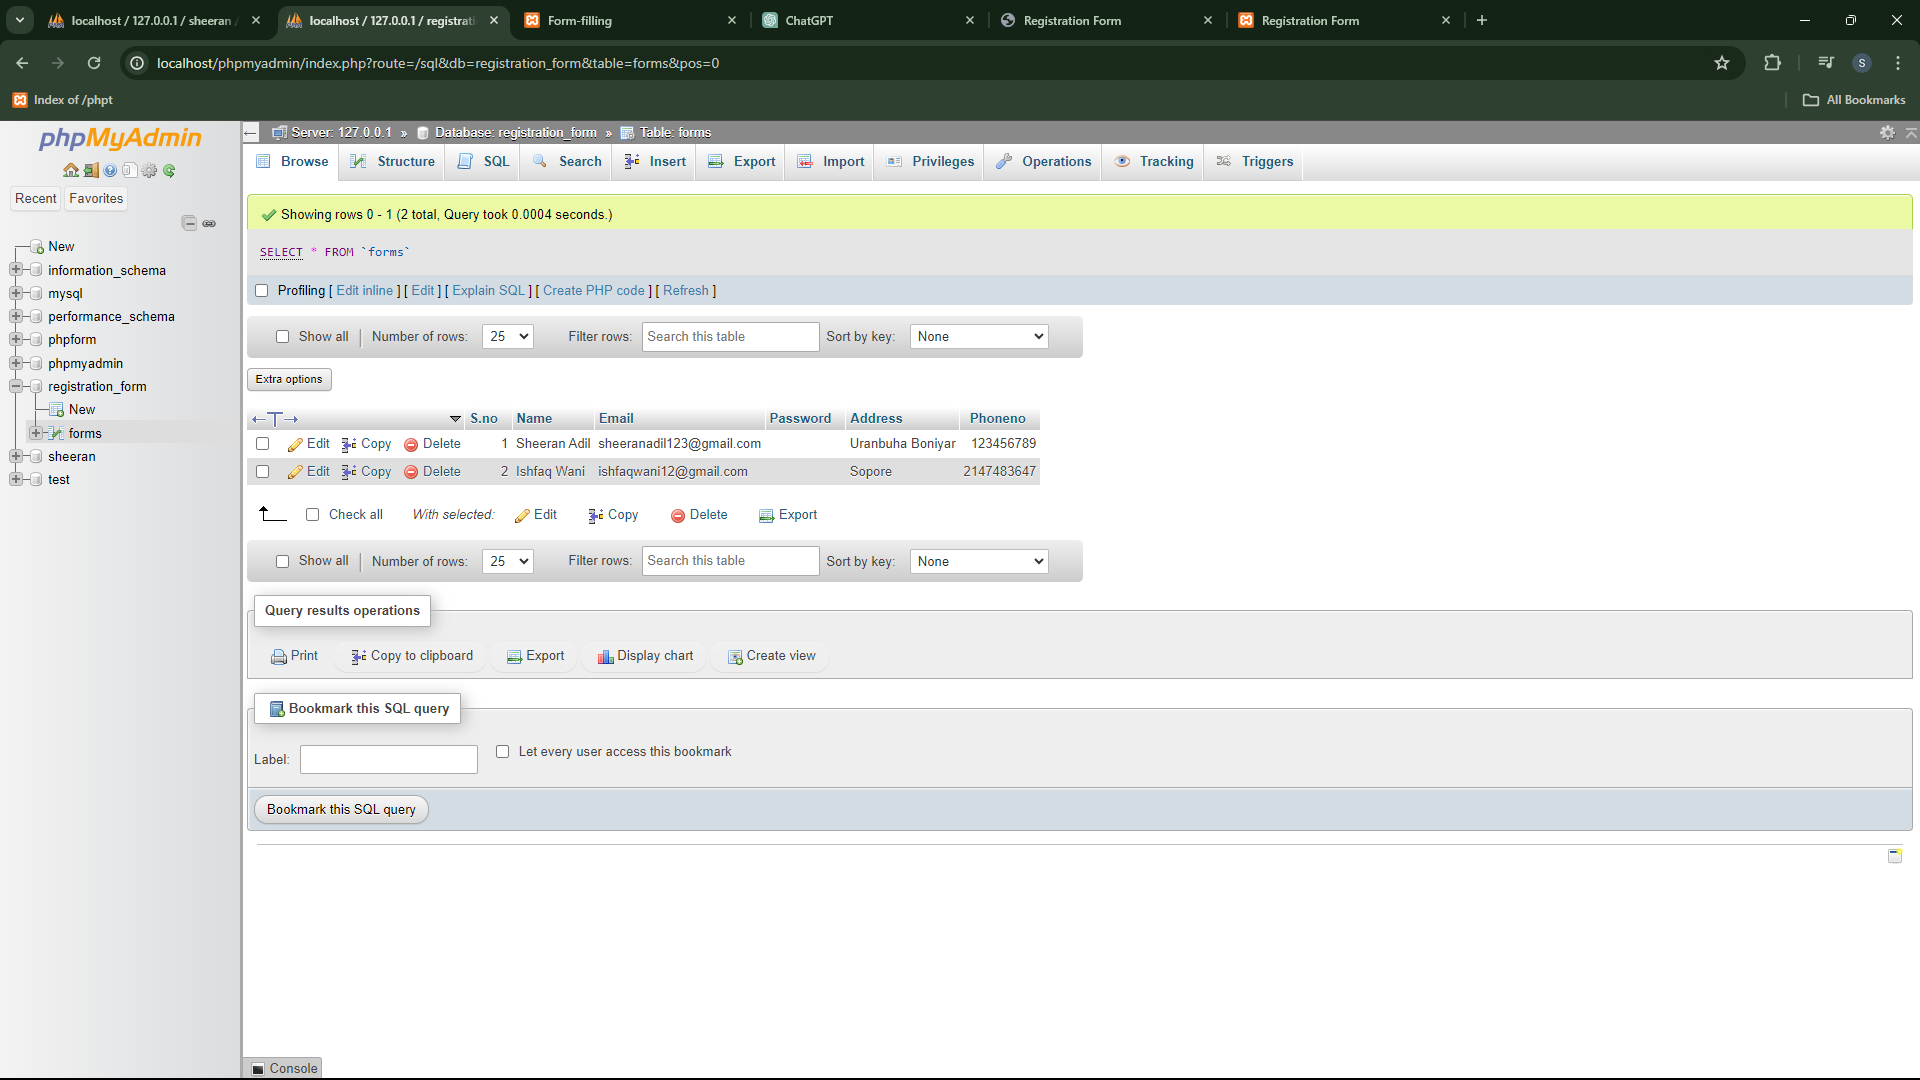 localhost / 127.0.0.1 / sheeran
localhost / 127.0.0.1 / registrati
Form-filling
ChatGPT
Registration Form
Registration Form
localhost/phpmyadmin/index.php?route=/sql&db=registration_form&table=forms&pos=0
S
Index of /phpt
All Bookmarks
phpMyAdmin
Recent
Favorites
New
information_schema
mysql
performance_schema
phpform
phpmyadmin
registration_form
New
forms
sheeran
test
Server: 127.0.0.1 » Database: registration_form » Table: forms
Browse
Structure
SQL
Search
Insert
Export
Import
Privileges
Operations
Tracking
Triggers
Showing rows 0 - 1 (2 total, Query took 0.0004 seconds.)
SELECT * FROM `forms`
Profiling [ Edit inline ] [ Edit ] [ Explain SQL ] [ Create PHP code ] [ Refresh ]
Show all
Number of rows:
25
Filter rows:
Search this table
Sort by key:
None
Extra options
←T→ S.no Name Email Password Address Phoneno
Edit Copy Delete 1 Sheeran Adil sheeranadil123@gmail.com Uranbuha Boniyar 123456789
Edit Copy Delete 2 Ishfaq Wani ishfaqwani12@gmail.com Sopore 2147483647
Check all
With selected:
Edit
Copy
Delete
Export
Show all
Number of rows:
25
Filter rows:
Search this table
Sort by key:
None
Query results operations
Print
Copy to clipboard
Export
Display chart
Create view
Bookmark this SQL query
Label:
Let every user access this bookmark
Bookmark this SQL query
Console